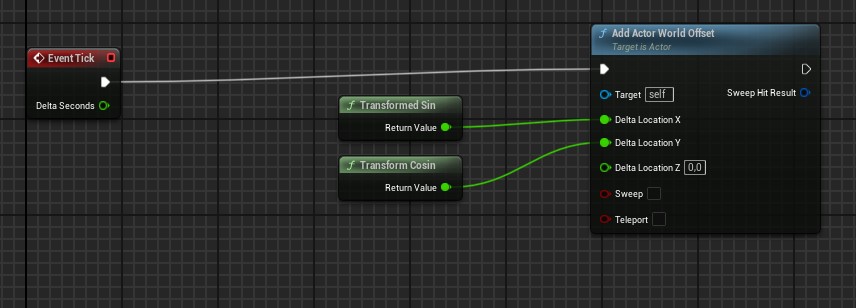 Event Tick
Delta Seconds
f Transformed Sin
Return Value
f Transform Cosin
Return Value
f Add Actor World Offset
Target is Actor
Target self
Sweep Hit Result
Delta Location X
Delta Location Y
Delta Location Z 0,0
Sweep
Teleport